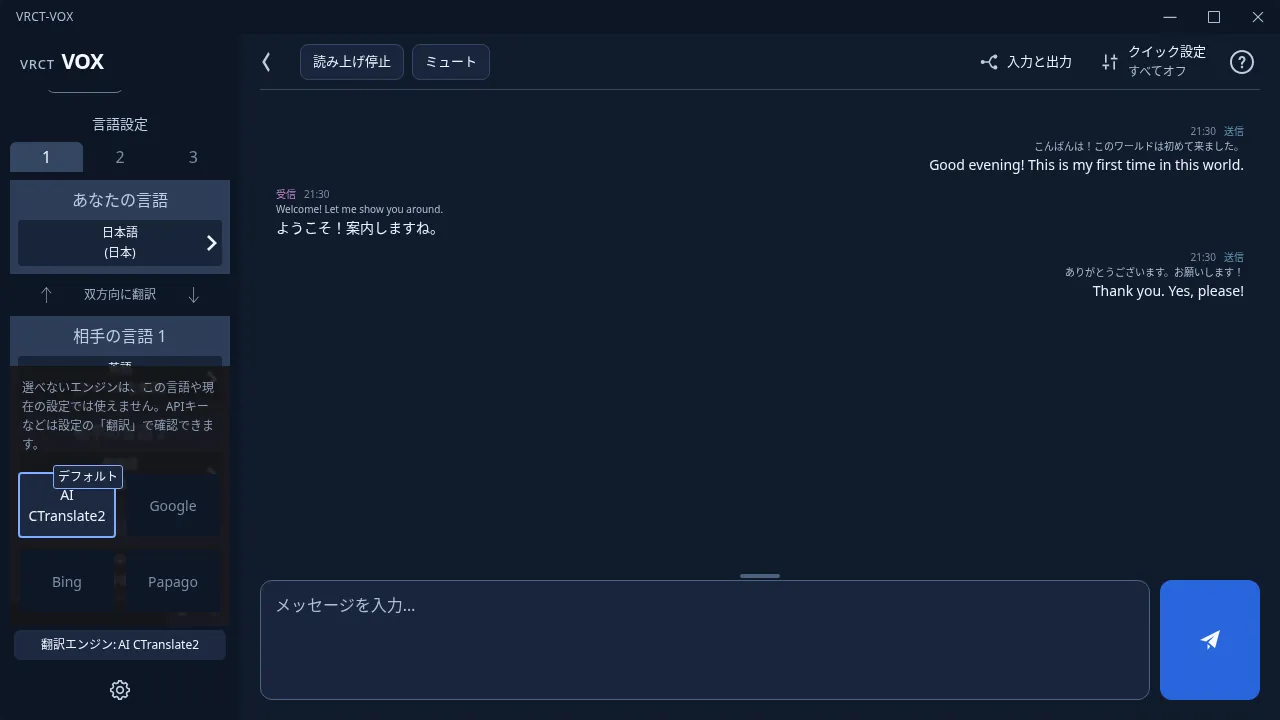 VRCT-VOX
VRCT VOX
読み上げ停止
ミュート
入力と出力
クイック設定
すべてオフ
言語設定
1 2 3
あなたの言語
日本語
(日本)
双方向に翻訳
相手の言語 1
選べないエンジンは、この言語や現
在の設定では使えません。APIキー
などは設定の「翻訳」で確認できま
す。
デフォルト
AI
CTranslate2
Google
Bing
Papago
翻訳エンジン: AI CTranslate2
21:30 送信
こんばんは！このワールドは初めて来ました。
Good evening! This is my first time in this world.
受信 21:30
Welcome! Let me show you around.
ようこそ！案内しますね。
21:30 送信
ありがとうございます。お願いします！
Thank you. Yes, please!
メッセージを入力...